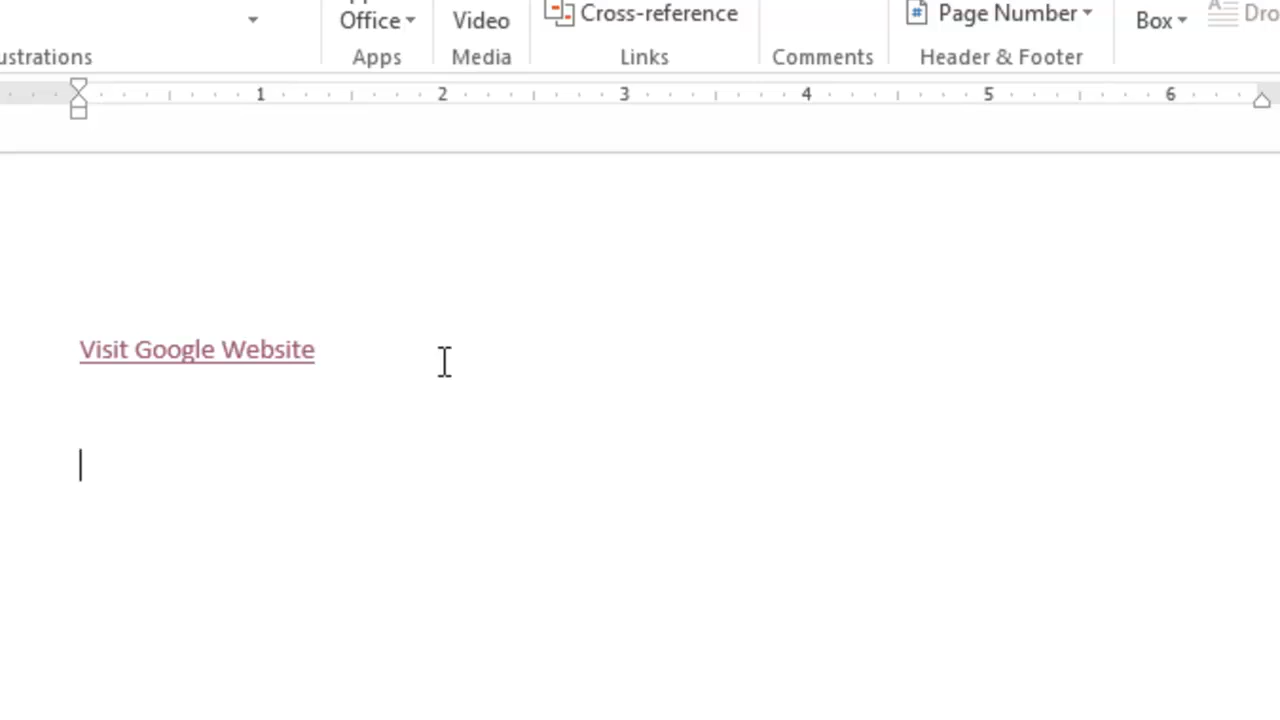 Office Video Cross-reference Page Number Box
Apps Media Links Comments Header & Footer
1 2 3 4 5 6
Visit Google Website